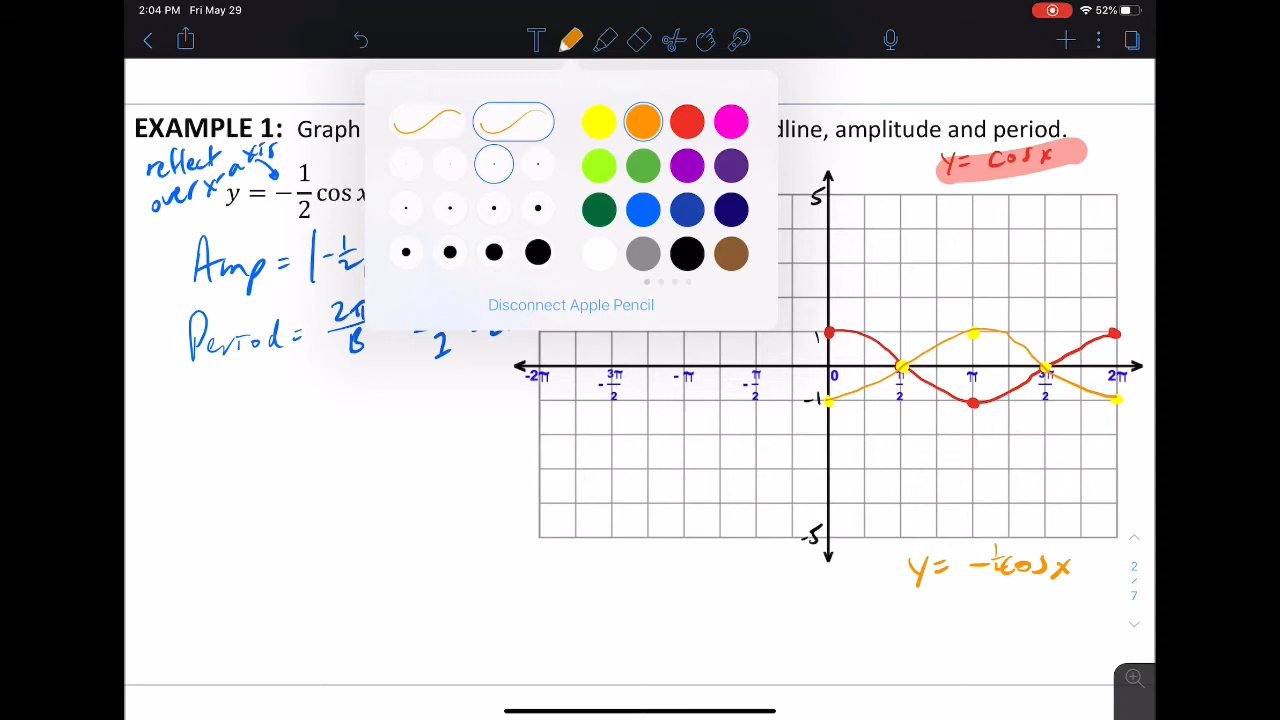 2:04 PM Fri May 29
52%
EXAMPLE 1: Graph
dline, amplitude and period.
reflect
over x axis
y = cos x
y = -1/2 cos x
Amp = |-1/2
Period = 2π/B
2
Disconnect Apple Pencil
5
1
-2π -3π/2 -π -π/2 0 π/2 π 3π/2 2π
-1
-5
y = -1/2 cos x
2
/
7